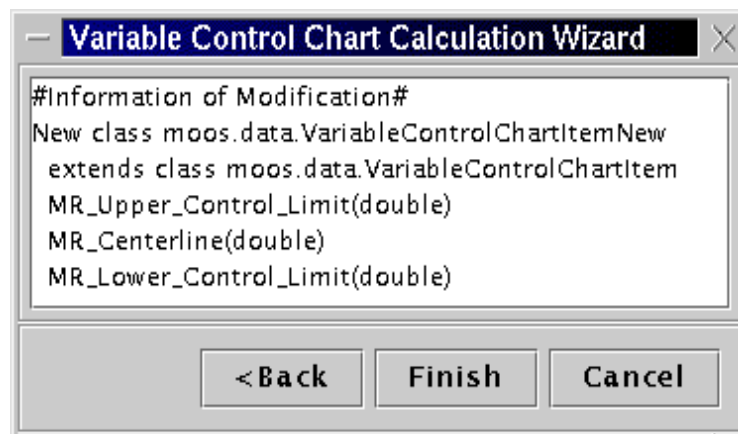 Variable Control Chart Calculation Wizard
#Information of Modification#
New class moos.data.VariableControlChartItemNew
extends class moos.data.VariableControlChartItem
MR_Upper_Control_Limit(double)
MR_Centerline(double)
MR_Lower_Control_Limit(double)
<Back Finish Cancel